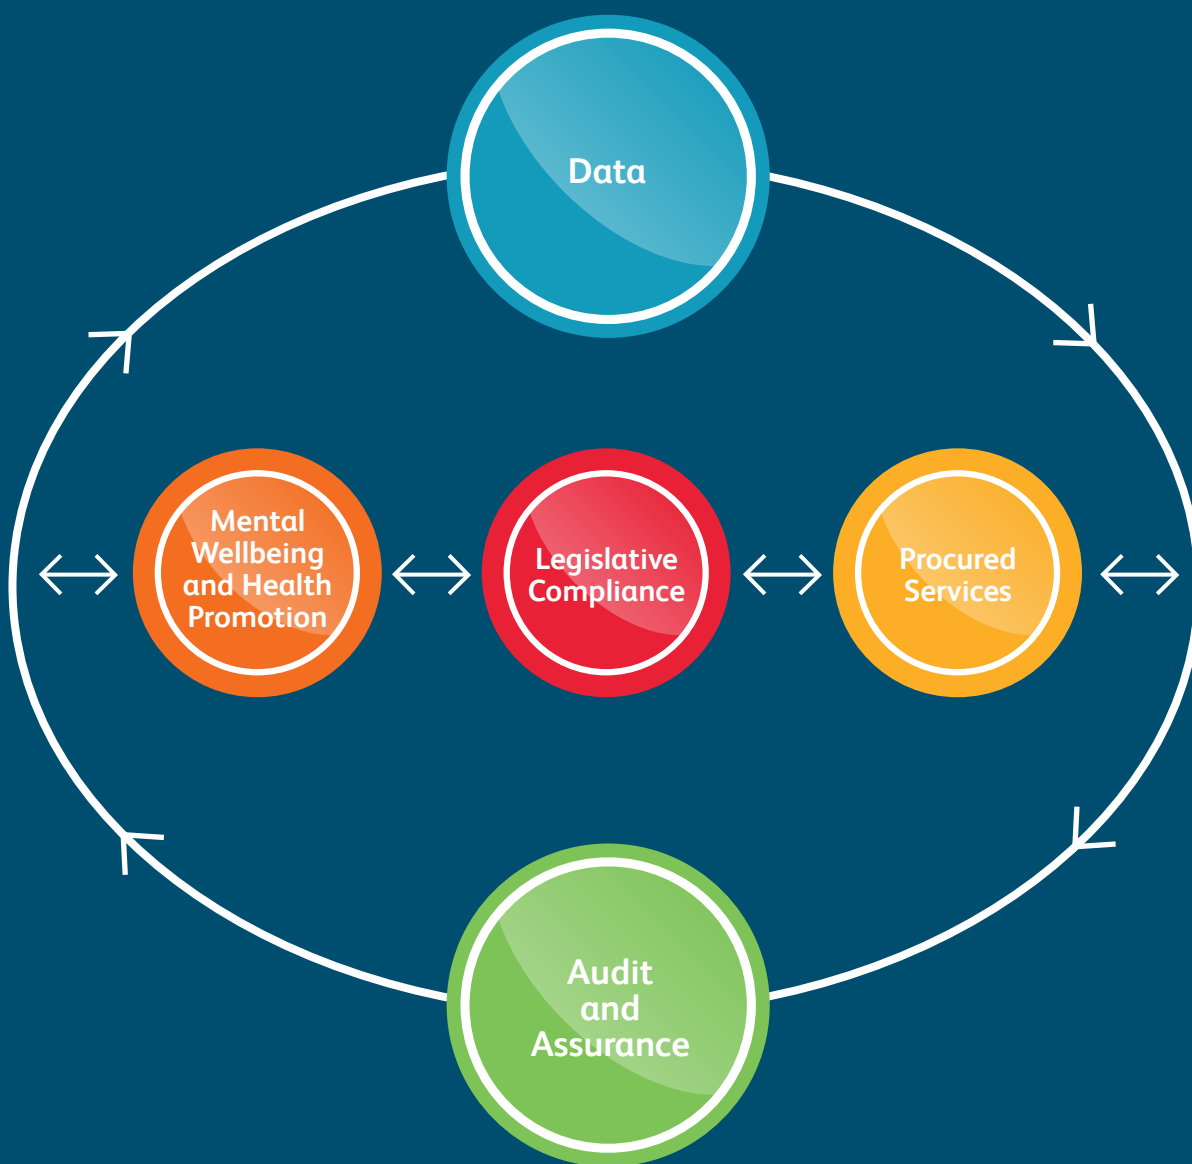 Data
Mental
Wellbeing
and Health
Promotion
Legislative
Compliance
Procured
Services
Audit
and
Assurance